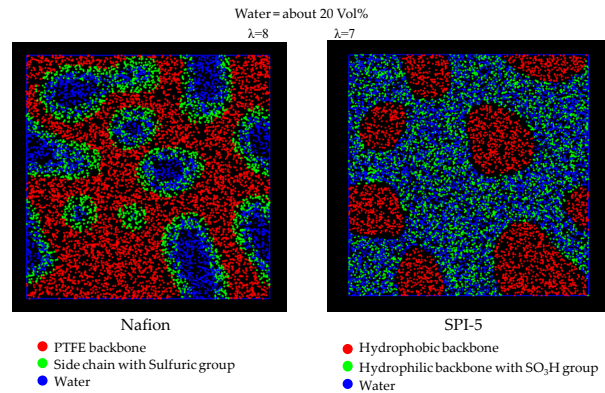 Water = about 20 Vol%
λ=8
λ=7
Nafion
PTFE backbone
Side chain with Sulfuric group
Water
SPI-5
Hydrophobic backbone
Hydrophilic backbone with SO₃H group
Water